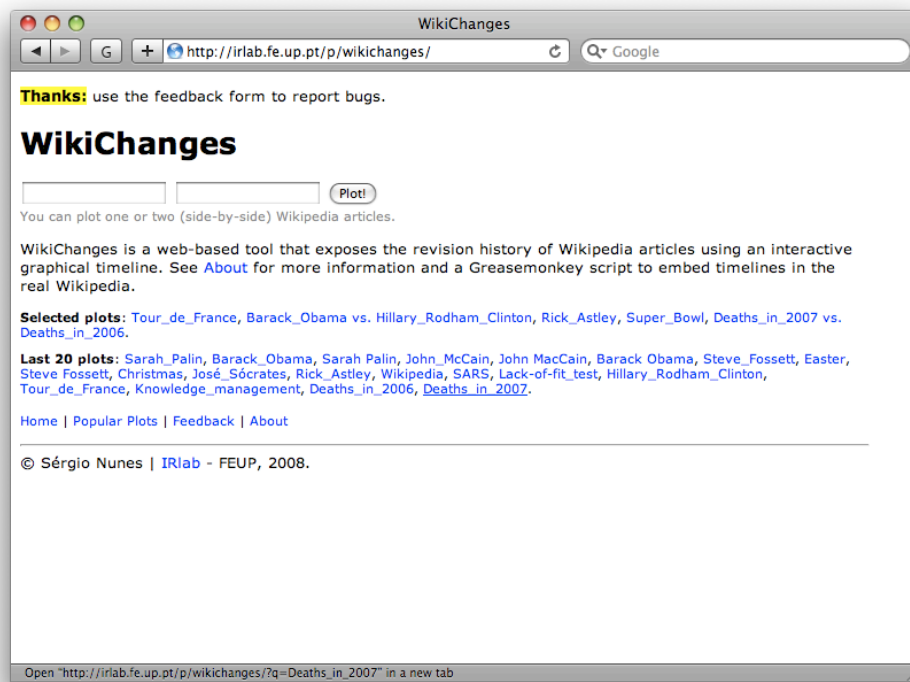 WikiChanges
G + http://irlab.fe.up.pt/p/wikichanges/ Google
Thanks: use the feedback form to report bugs.
WikiChanges
Plot!
You can plot one or two (side-by-side) Wikipedia articles.
WikiChanges is a web-based tool that exposes the revision history of Wikipedia articles using an interactive
graphical timeline. See About for more information and a Greasemonkey script to embed timelines in the
real Wikipedia.
Selected plots: Tour_de_France, Barack_Obama vs. Hillary_Rodham_Clinton, Rick_Astley, Super_Bowl, Deaths_in_2007 vs.
Deaths_in_2006.
Last 20 plots: Sarah_Palin, Barack_Obama, Sarah Palin, John_McCain, John MacCain, Barack Obama, Steve_Fossett, Easter,
Steve Fossett, Christmas, José_Sócrates, Rick_Astley, Wikipedia, SARS, Lack-of-fit_test, Hillary_Rodham_Clinton,
Tour_de_France, Knowledge_management, Deaths_in_2006, Deaths_in_2007.
Home | Popular Plots | Feedback | About
© Sérgio Nunes | IRlab - FEUP, 2008.
Open "http://irlab.fe.up.pt/p/wikichanges/?q=Deaths_in_2007" in a new tab